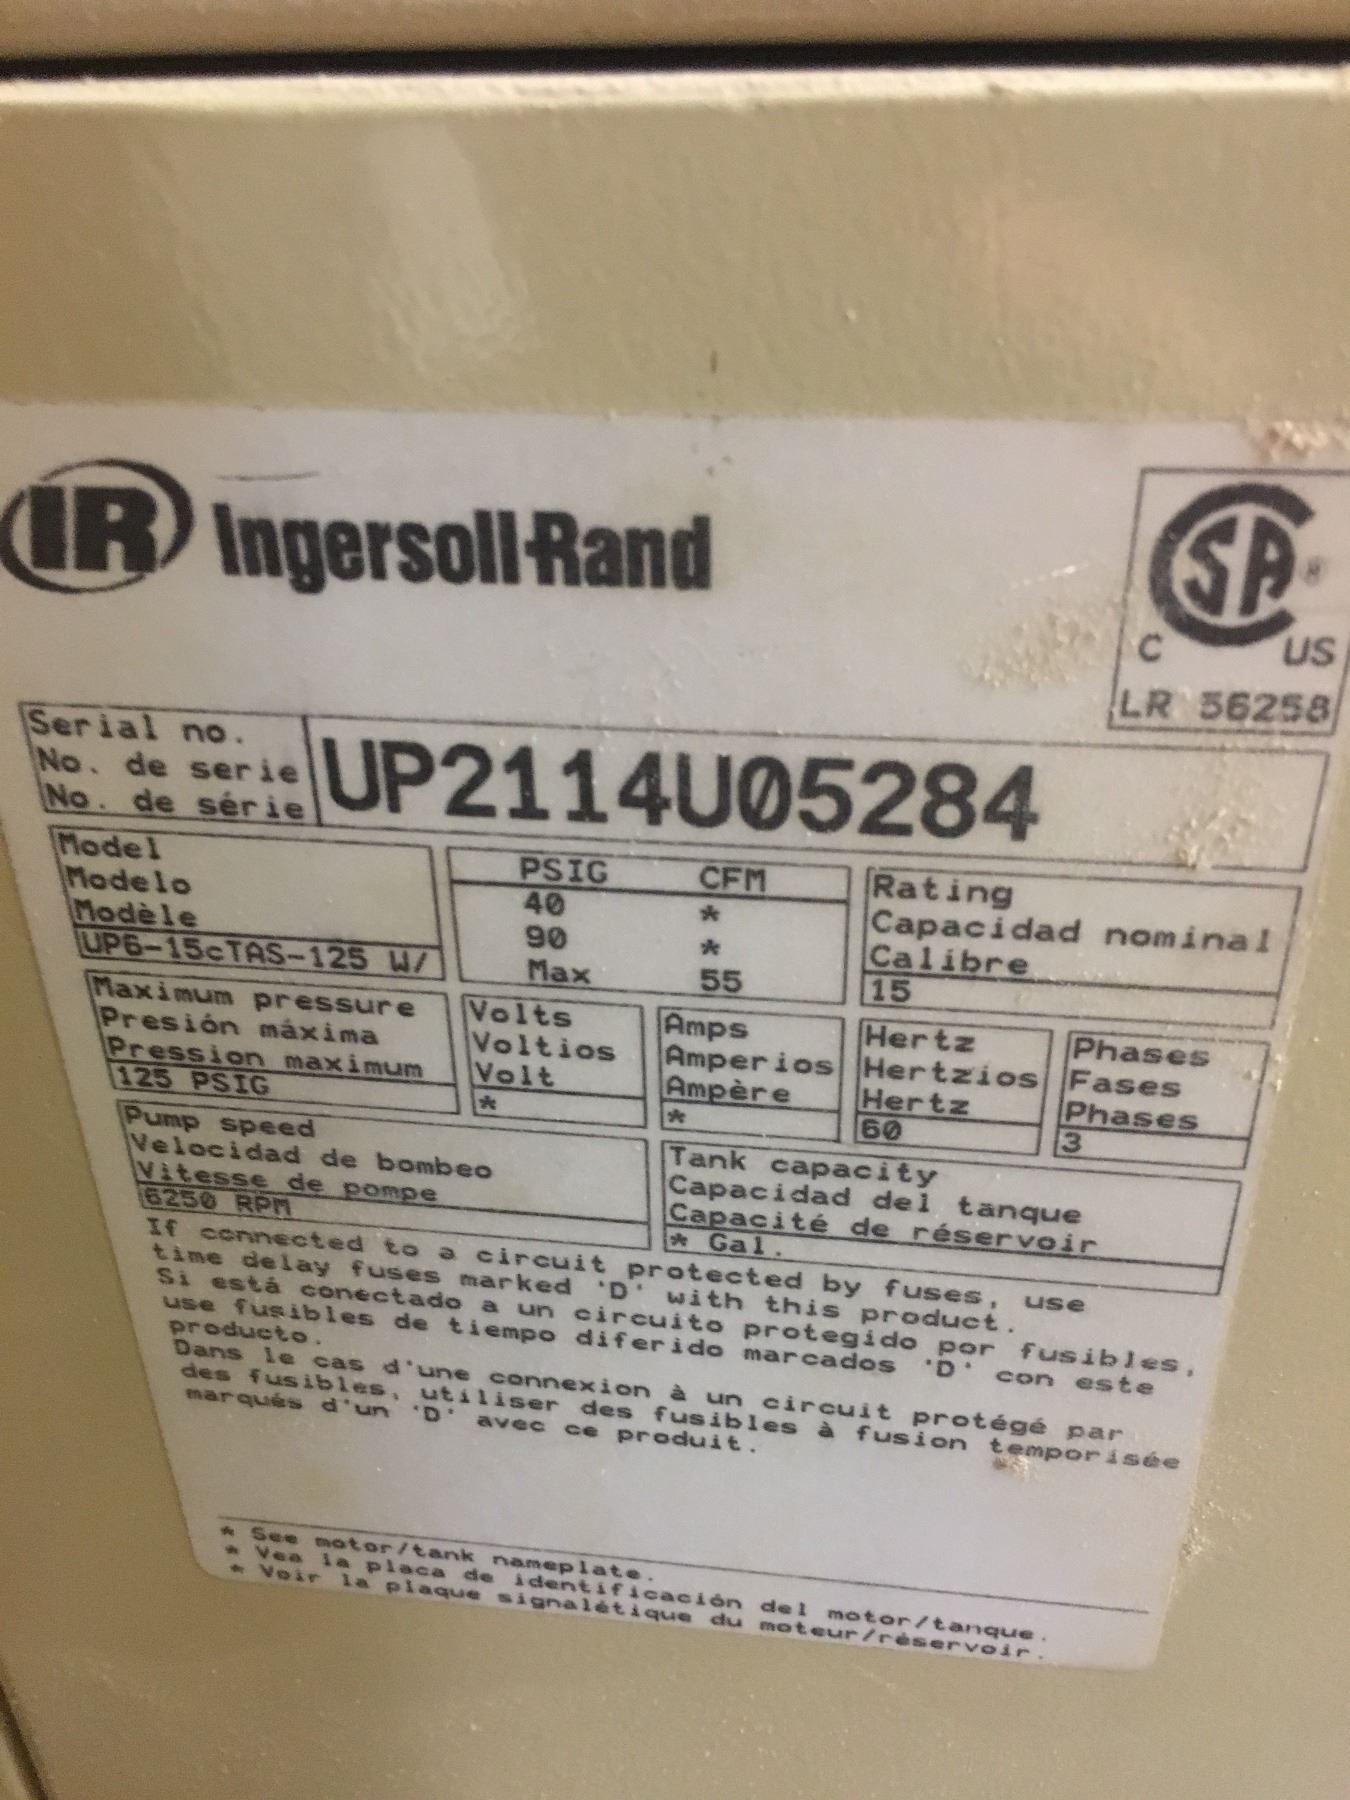 IR Ingersoll-Rand
CSA®
C US
LR 56258
Serial no.
No. de serie
No. de série
UP2114U05284
Model
Modelo
Modèle
UP6-15cTAS-125 W/
PSIG CFM
40 *
90 *
Max 55
Rating
Capacidad nominal
Calibre
15
Maximum pressure
Presión máxima
Pression maximum
125 PSIG
Volts
Voltios
Volt
*
Amps
Amperios
Ampère
*
Hertz
Hertzios
Hertz
60
Phases
Fases
Phases
3
Pump speed
Velocidad de bombeo
Vitesse de pompe
6250 RPM
Tank capacity
Capacidad del tanque
Capacité de réservoir
* Gal.
If connected to a circuit protected by fuses, use
time delay fuses marked 'D' with this product.
Si está conectado a un circuito protegido por fusibles,
use fusibles de tiempo diferido marcados 'D' con este
producto.
Dans le cas d'une connexion à un circuit protégé par
des fusibles, utiliser des fusibles à fusion temporisée
marqués d'un 'D' avec ce produit.
* See motor/tank nameplate.
* Vea la placa de identificación del motor/tanque.
* Voir la plaque signalétique du moteur/réservoir.